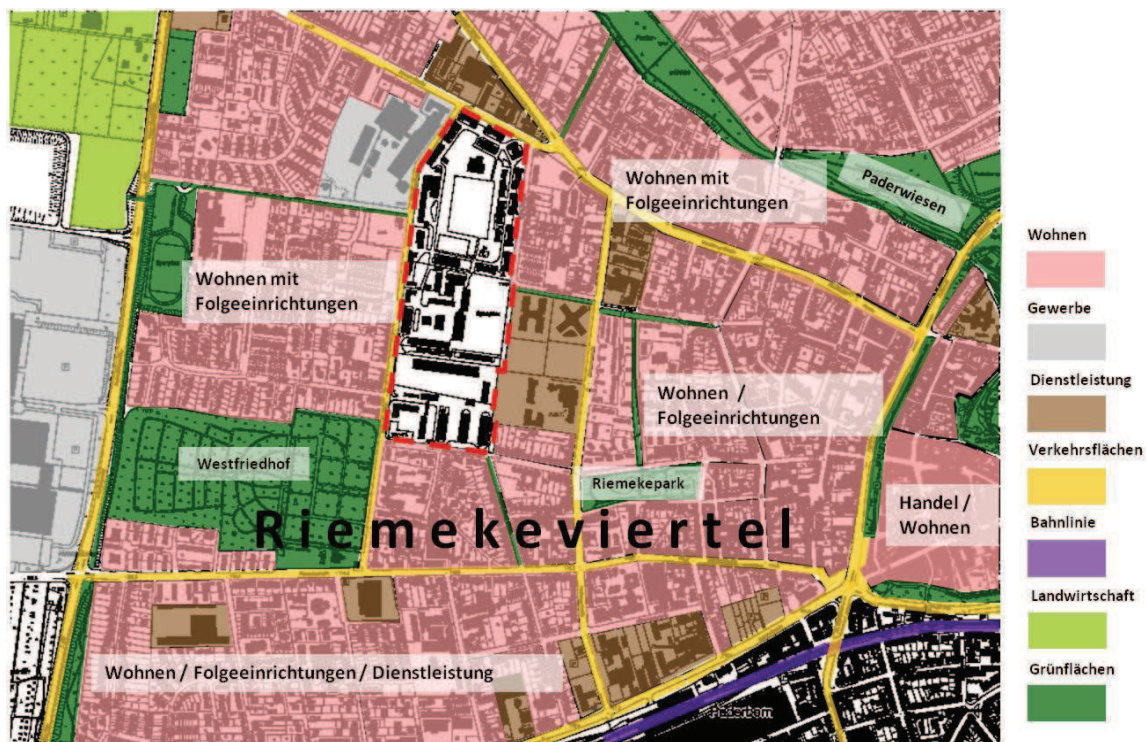 Wohnen mit
Folgeeinrichtungen
Paderwiesen
Wohnen mit
Folgeeinrichtungen
Wohnen /
Folgeeinrichtungen
Westfriedhof
Riemekepark
Handel /
Wohnen
Riemekeviertel
Wohnen / Folgeeinrichtungen / Dienstleistung
Paderborn
Wohnen
Gewerbe
Dienstleistung
Verkehrsflächen
Bahnlinie
Landwirtschaft
Grünflächen